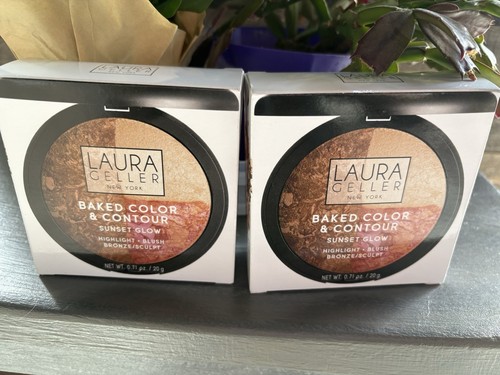 LAURA
GELLER
NEW YORK
BAKED COLOR
& CONTOUR
SUNSET GLOW
HIGHLIGHT • BLUSH
BRONZE/SCULPT
NET WT. 0.71 oz. / 20 g
LAURA
GELLER
NEW YORK
BAKED COLOR
& CONTOUR
SUNSET GLOW
HIGHLIGHT • BLUSH
BRONZE/SCULPT
NET WT. 0.71 oz. / 20 g